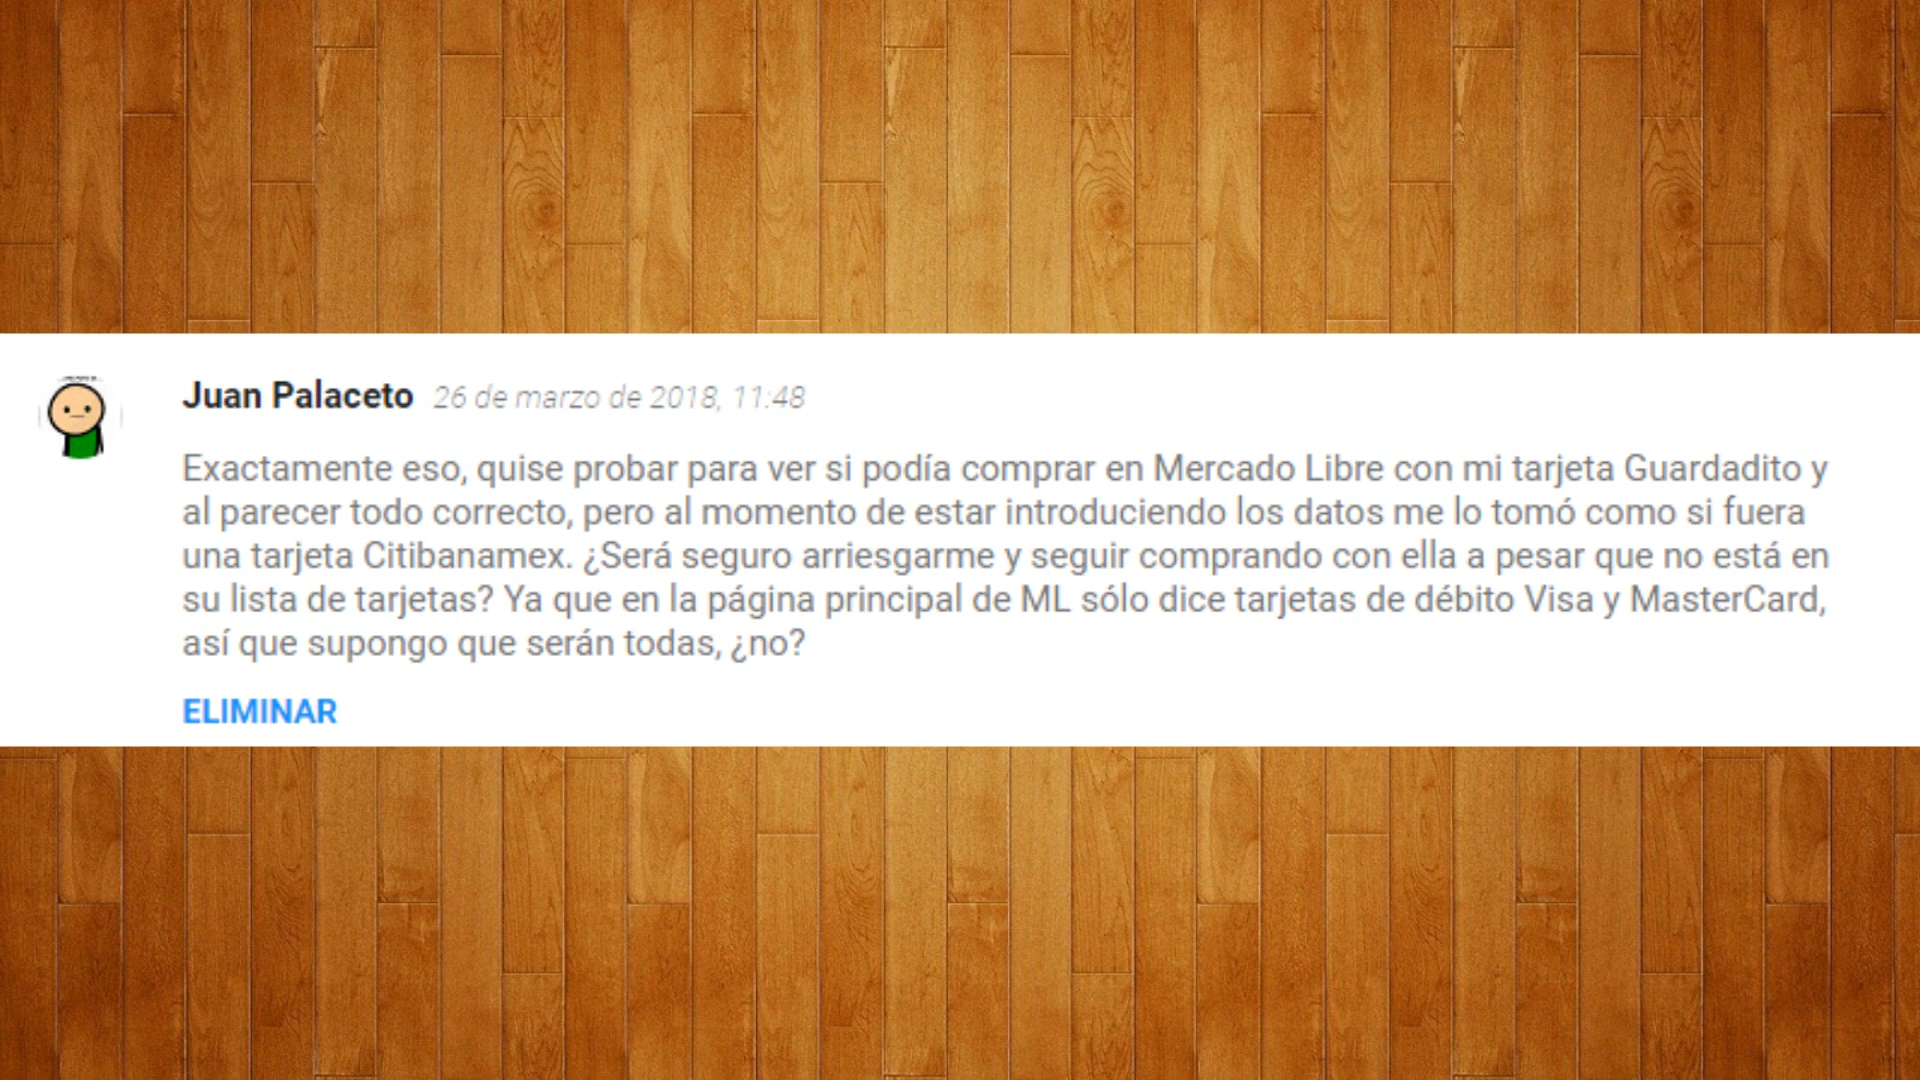 Juan Palaceto 26 de marzo de 2018, 11:48
Exactamente eso, quise probar para ver si podía comprar en Mercado Libre con mi tarjeta Guardadito y
al parecer todo correcto, pero al momento de estar introduciendo los datos me lo tomó como si fuera
una tarjeta Citibanamex. ¿Será seguro arriesgarme y seguir comprando con ella a pesar que no está en
su lista de tarjetas? Ya que en la página principal de ML sólo dice tarjetas de débito Visa y MasterCard,
así que supongo que serán todas, ¿no?
ELIMINAR